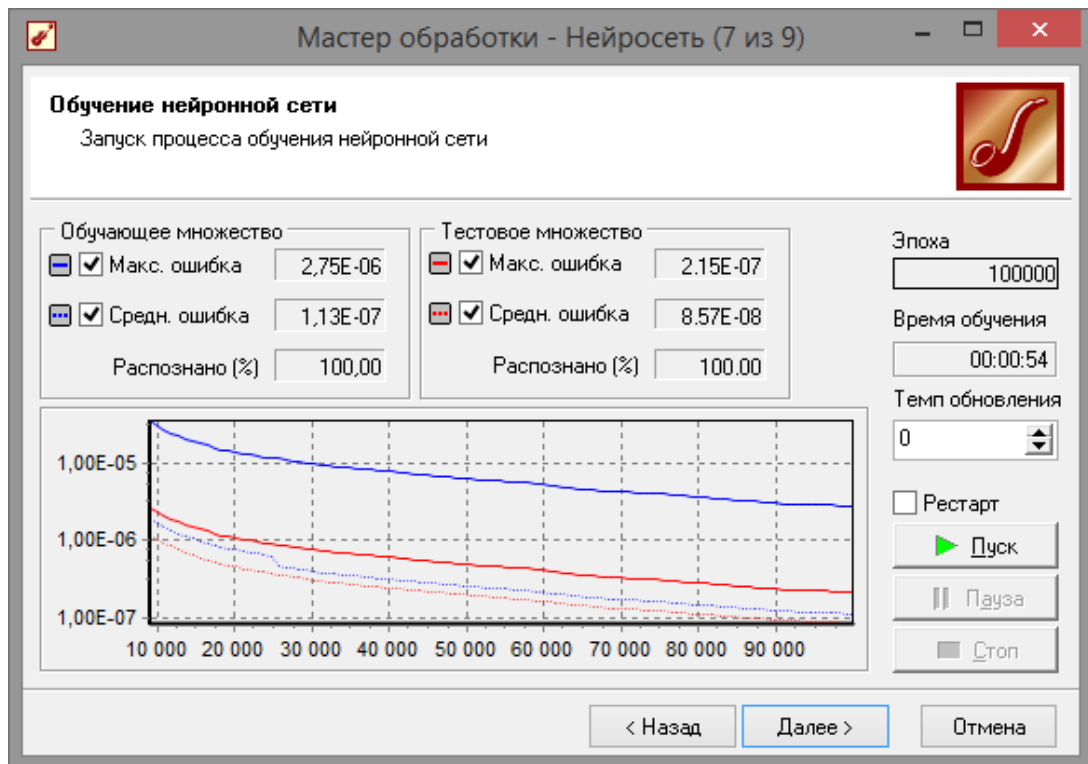 Мастер обработки - Нейросеть (7 из 9)
Обучение нейронной сети
Запуск процесса обучения нейронной сети
Обучающее множество
Макс. ошибка 2,75E-06
Средн. ошибка 1,13E-07
Распознано (%) 100,00
Тестовое множество
Макс. ошибка 2.15E-07
Средн. ошибка 8.57E-08
Распознано (%) 100.00
Эпоха
100000
Время обучения
00:00:54
Темп обновления
0
Рестарт
Пуск
Пауза
Стоп
1,00E-05
1,00E-06
1,00E-07
10 000 20 000 30 000 40 000 50 000 60 000 70 000 80 000 90 000
< Назад Далее > Отмена